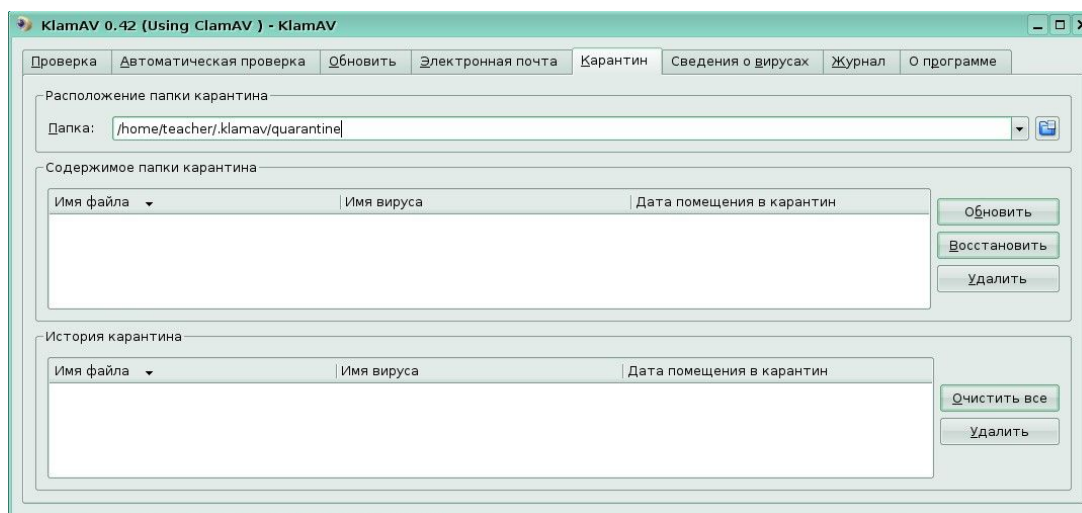 KlamAV 0.42 (Using ClamAV ) - KlamAV
Проверка Автоматическая проверка Обновить Электронная почта Карантин Сведения о вирусах Журнал О программе
Расположение папки карантина
Папка: /home/teacher/.klamav/quarantine
Содержимое папки карантина
Имя файла Имя вируса Дата помещения в карантин
Обновить
Восстановить
Удалить
История карантина
Имя файла Имя вируса Дата помещения в карантин
Очистить все
Удалить